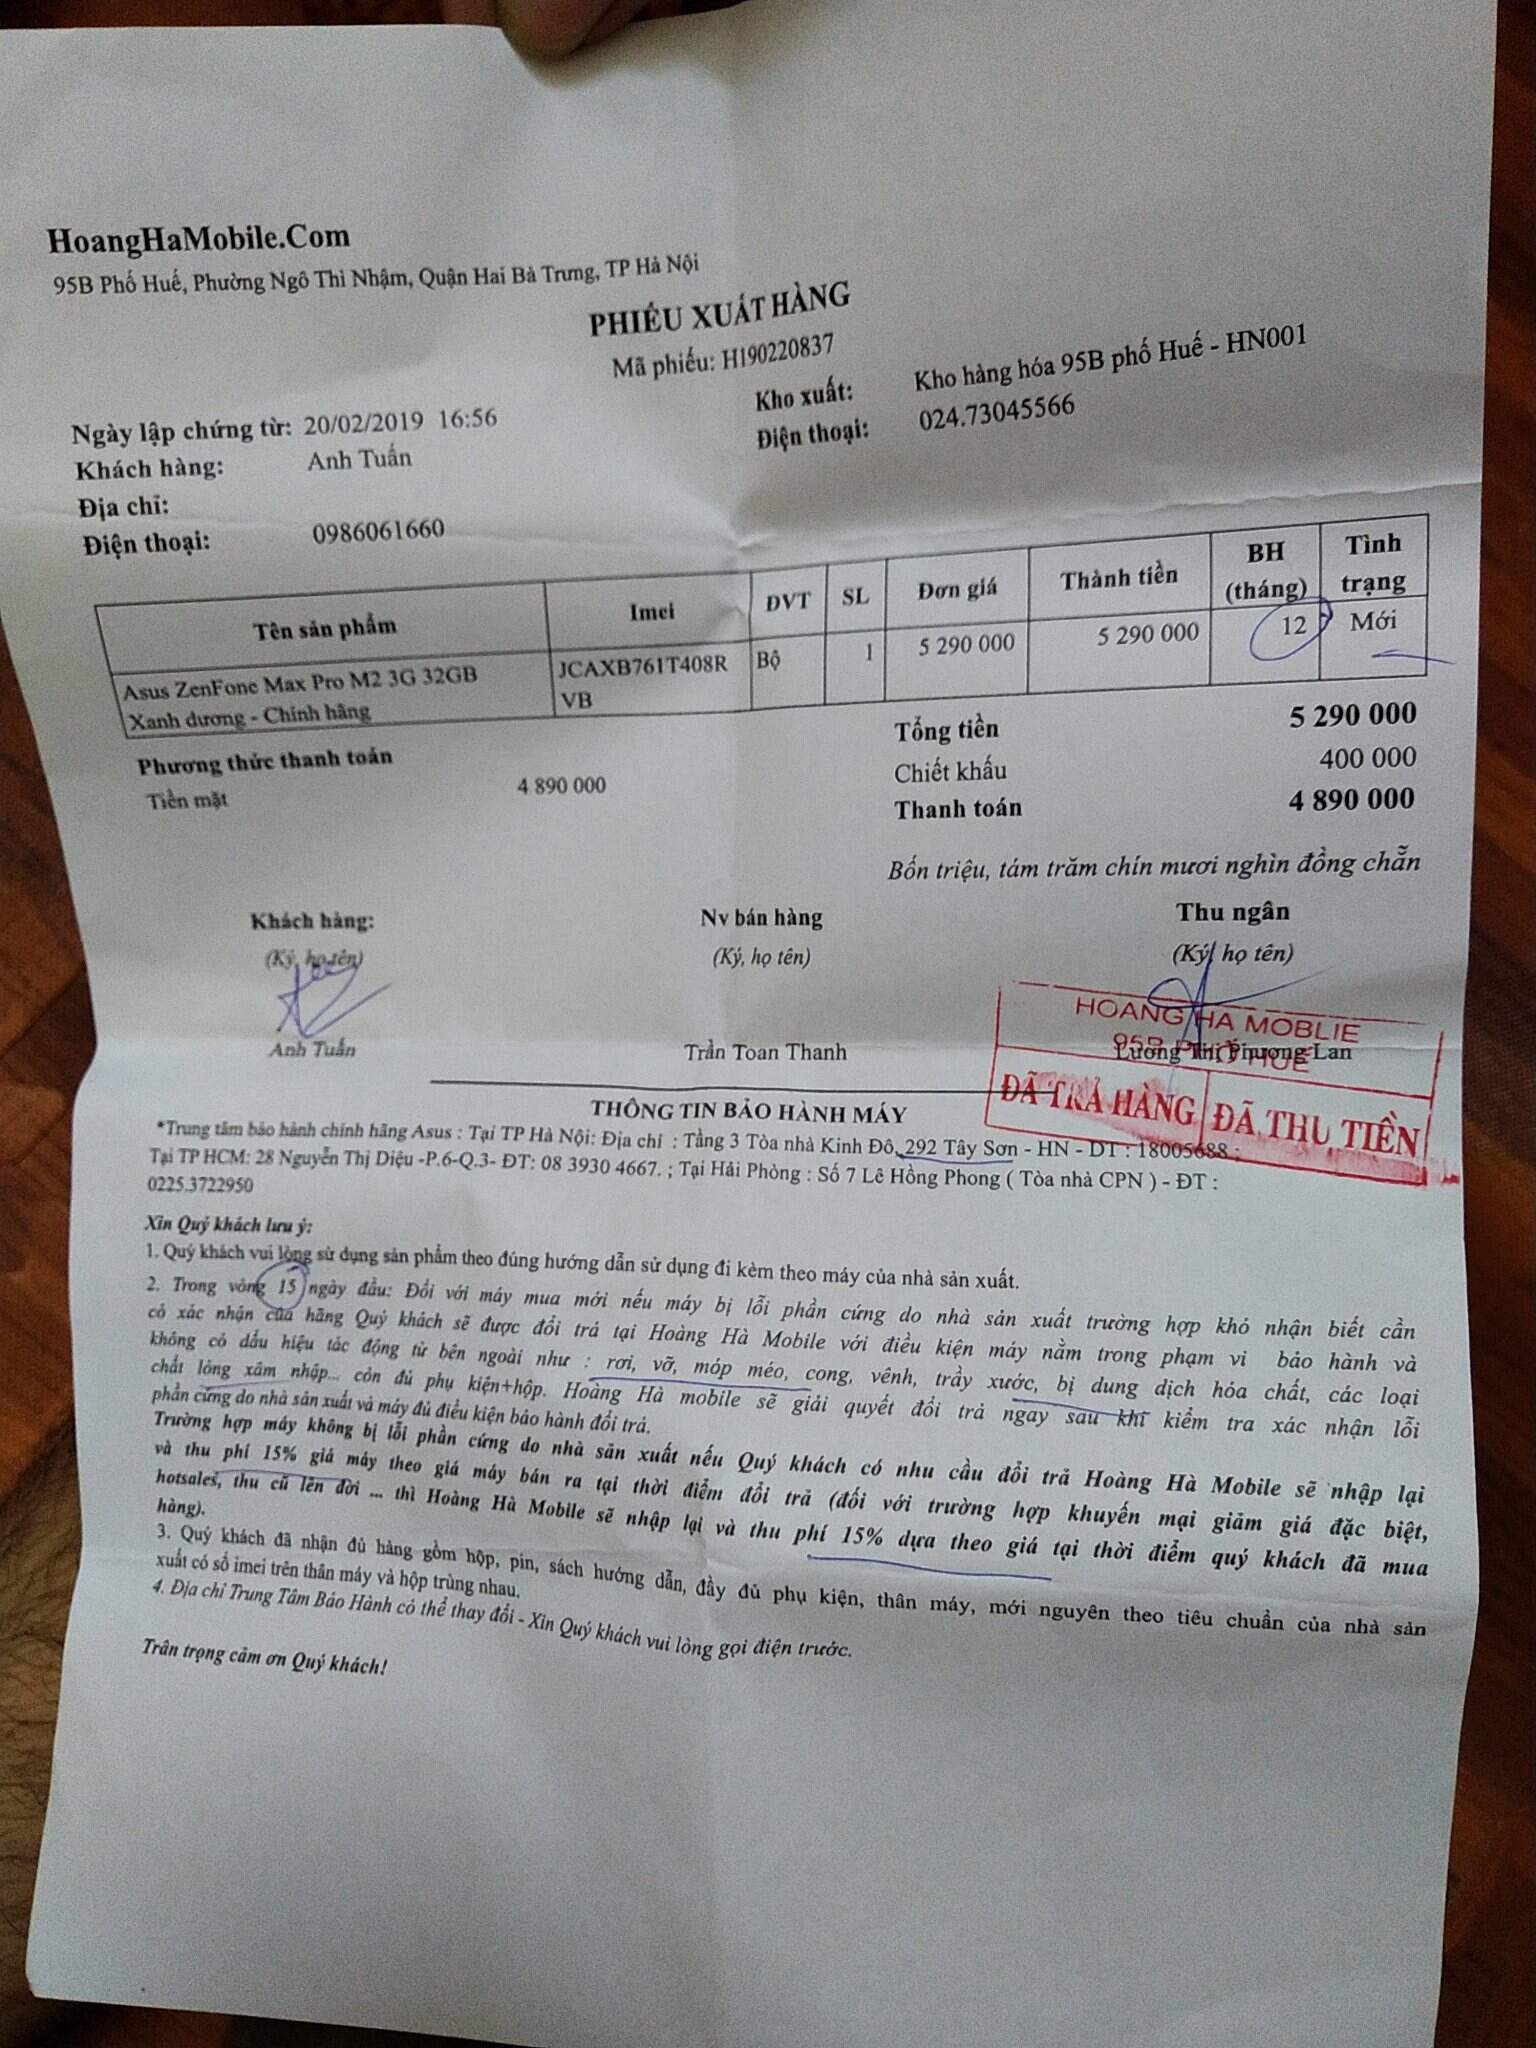 HoangHaMobile.Com
95B Phố Huế, Phường Ngô Thì Nhậm, Quận Hai Bà Trưng, TP Hà Nội
PHIẾU XUẤT HÀNG
Mã phiếu: H190220837
Kho xuất: Kho hàng hóa 95B phố Huế - HN001
Điện thoại: 024.73045566
Ngày lập chứng từ: 20/02/2019 16:56
Khách hàng: Anh Tuấn
Địa chỉ:
Điện thoại: 0986061660
Tên sản phẩm Imei ĐVT SL Đơn giá Thành tiền BH (tháng) Tình trạng
Asus ZenFone Max Pro M2 3G 32GB JCAXB761T408R Bộ 1 5 290 000 5 290 000 12 Mới
Xanh dương - Chính hãng VB
Tổng tiền 5 290 000
Phương thức thanh toán Chiết khấu 400 000
Tiền mặt 4 890 000 Thanh toán 4 890 000
Bốn triệu, tám trăm chín mươi nghìn đồng chẵn
Khách hàng: Nv bán hàng Thu ngân
(Ký, họ tên) (Ký, họ tên) (Ký, họ tên)
HOANG HA MOBLIE
95B PHỐ HUẾ
Anh Tuấn Trần Toan Thanh Lương Thị Phương Lan
ĐÃ TRẢ HÀNG ĐÃ THU TIỀN
THÔNG TIN BẢO HÀNH MÁY
*Trung tâm bảo hành chính hãng Asus : Tại TP Hà Nội: Địa chỉ : Tầng 3 Tòa nhà Kinh Đô, 292 Tây Sơn - HN - DT : 18005688 ;
Tại TP HCM: 28 Nguyễn Thị Diệu -P.6-Q.3- ĐT: 08 3930 4667. ; Tại Hải Phòng : Số 7 Lê Hồng Phong ( Tòa nhà CPN ) - ĐT :
0225.3722950
Xin Quý khách lưu ý:
1. Quý khách vui lòng sử dụng sản phẩm theo đúng hướng dẫn sử dụng đi kèm theo máy của nhà sản xuất.
2. Trong vòng 15 ngày đầu: Đối với máy mua mới nếu máy bị lỗi phần cứng do nhà sản xuất trường hợp khó nhận biết cần
có xác nhận của hãng Quý khách sẽ được đổi trả tại Hoàng Hà Mobile với điều kiện máy nằm trong phạm vi bảo hành và
không có dấu hiệu tác động từ bên ngoài như : rơi, vỡ, móp méo, cong, vênh, trầy xước, bị dung dịch hóa chất, các loại
chất lỏng xâm nhập... còn đủ phụ kiện+hộp. Hoàng Hà mobile sẽ giải quyết đổi trả ngay sau khi kiểm tra xác nhận lỗi
phần cứng do nhà sản xuất và máy đủ điều kiện bảo hành đổi trả.
Trường hợp máy không bị lỗi phần cứng do nhà sản xuất nếu Quý khách có nhu cầu đổi trả Hoàng Hà Mobile sẽ nhập lại
và thu phí 15% giá máy theo giá máy bán ra tại thời điểm đổi trả (đối với trường hợp khuyến mại giảm giá đặc biệt,
hotsales, thu cũ lên đời ... thì Hoàng Hà Mobile sẽ nhập lại và thu phí 15% dựa theo giá tại thời điểm quý khách đã mua
hàng).
3. Quý khách đã nhận đủ hàng gồm hộp, pin, sách hướng dẫn, đầy đủ phụ kiện, thân máy, mới nguyên theo tiêu chuẩn của nhà sản
xuất có số imei trên thân máy và hộp trùng nhau.
4. Địa chỉ Trung Tâm Bảo Hành có thể thay đổi - Xin Quý khách vui lòng gọi điện trước.
Trân trọng cảm ơn Quý khách!